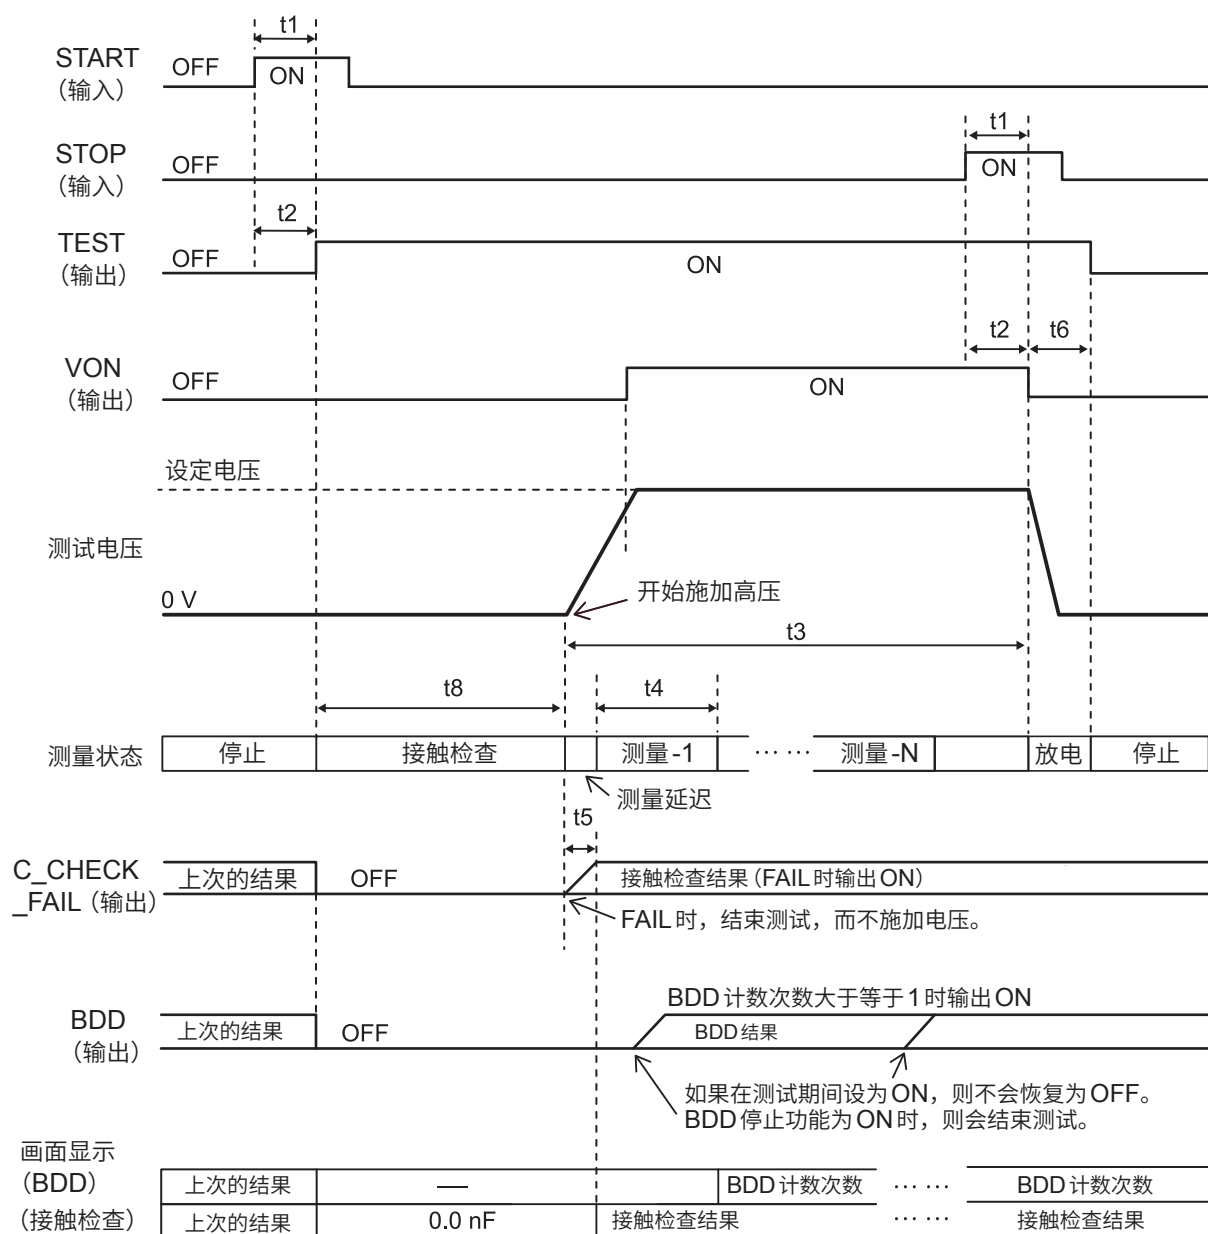 t1
START
（输入）
OFF
ON
t1
STOP
（输入）
OFF
ON
t2
TEST
（输出）
OFF
ON
t2
t6
VON
（输出）
OFF
ON
设定电压
测试电压
0 V
开始施加高压
t3
t8
t4
测量状态
停止
接触检查
测量-1
··· ···
测量-N
放电
停止
测量延迟
t5
C_CHECK
_FAIL（输出）
上次的结果
OFF
接触检查结果（FAIL时输出ON）
FAIL时，结束测试，而不施加电压。
BDD计数次数大于等于1时输出ON
BDD
（输出）
上次的结果
OFF
BDD结果
如果在测试期间设为ON，则不会恢复为OFF。
BDD停止功能为ON时，则会结束测试。
画面显示
（BDD）
上次的结果
—
BDD计数次数
··· ···
BDD计数次数
（接触检查）
上次的结果
0.0 nF
接触检查结果
··· ···
接触检查结果